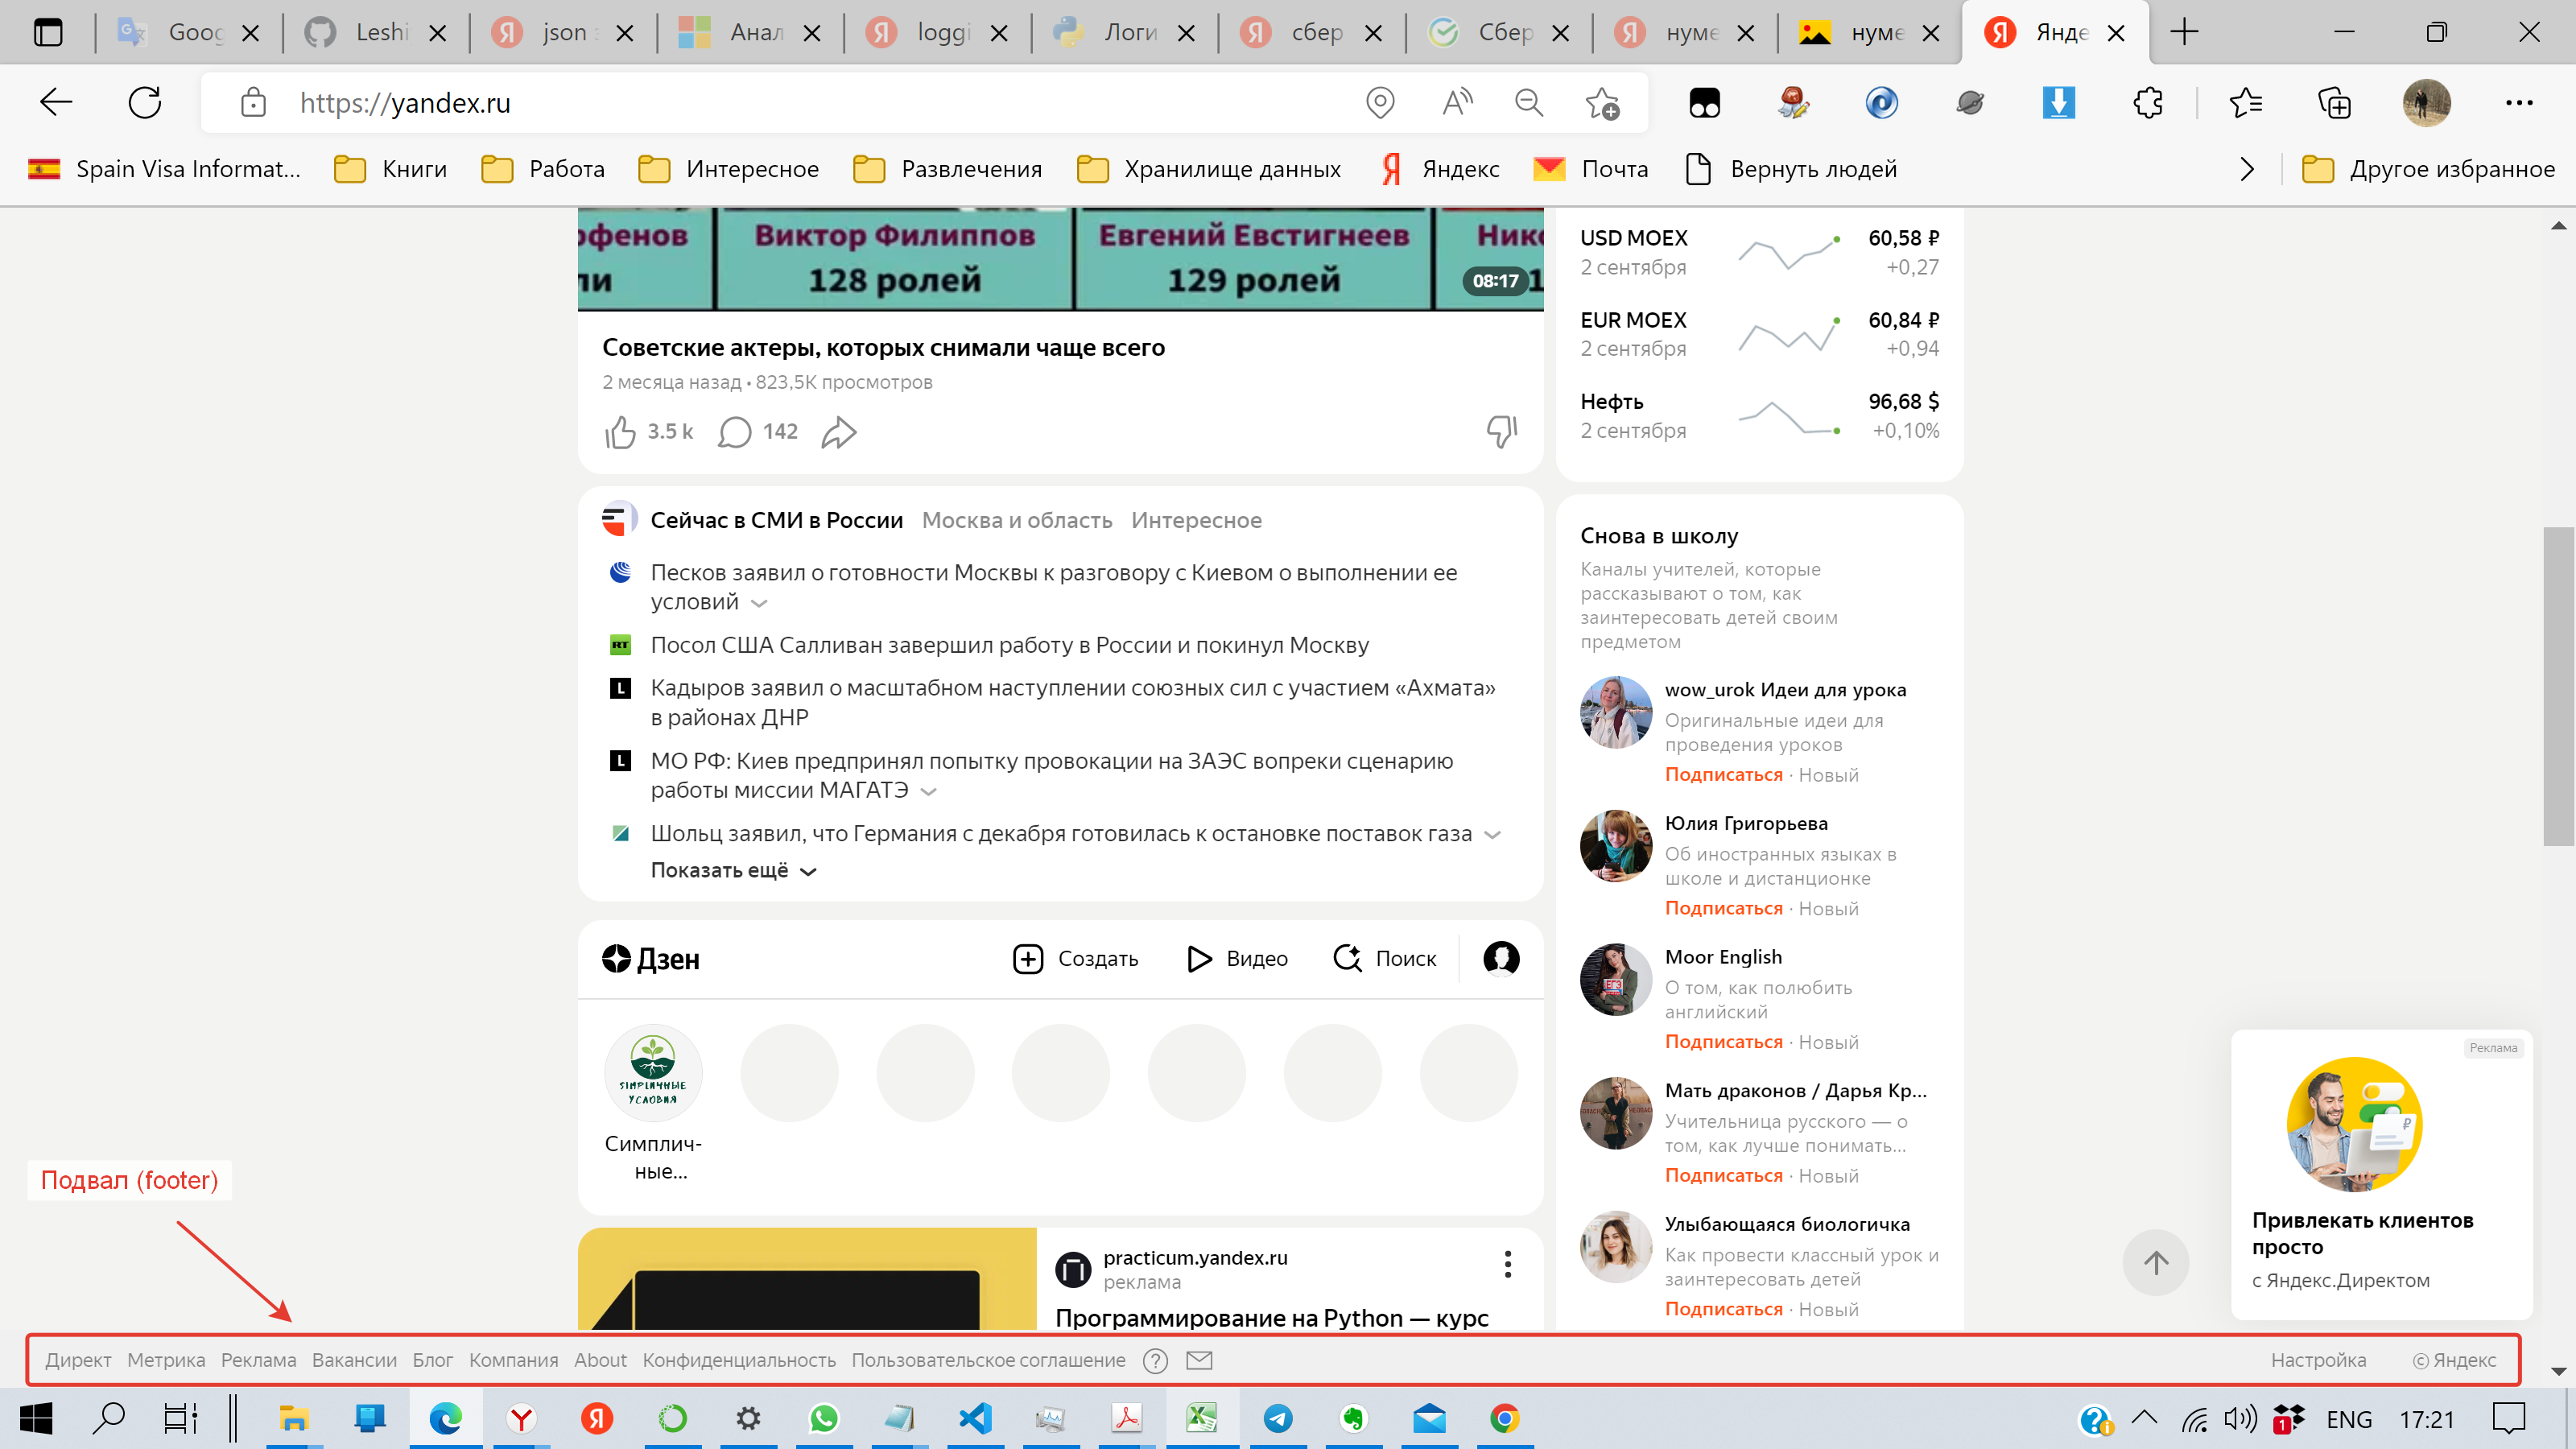 Goog
Leshi
json з
Анал
loggi
Логи
сбер
Сбер
нуме
нуме
Янде
https://yandex.ru
Spain Visa Informat...
Книги
Работа
Интересное
Развлечения
Хранилище данных
Яндекс
Почта
Вернуть людей
Другое избранное
офенов
ли
Виктор Филиппов
128 ролей
Евгений Евстигнеев
129 ролей
Нико
1
08:17
Советские актеры, которых снимали чаще всего
2 месяца назад • 823,5K просмотров
3.5 k
142
Сейчас в СМИ в России Москва и область Интересное
Песков заявил о готовности Москвы к разговору с Киевом о выполнении ее
условий
RT
Посол США Салливан завершил работу в России и покинул Москву
L
Кадыров заявил о масштабном наступлении союзных сил с участием «Ахмата»
в районах ДНР
L
МО РФ: Киев предпринял попытку провокации на ЗАЭС вопреки сценарию
работы миссии МАГАТЭ
Шольц заявил, что Германия с декабря готовилась к остановке поставок газа
Показать ещё
Дзен
Создать
Видео
Поиск
SIMPLИЧНЫЕ
УСЛОВИЯ
Симплич-
ные...
practicum.yandex.ru
реклама
Программирование на Python — курс
USD MOEX 60,58 ₽
2 сентября +0,27
EUR MOEX 60,84 ₽
2 сентября +0,94
Нефть 96,68 $
2 сентября +0,10%
Снова в школу
Каналы учителей, которые
рассказывают о том, как
заинтересовать детей своим
предметом
wow_urok Идеи для урока
Оригинальные идеи для
проведения уроков
Подписаться · Новый
Юлия Григорьева
Об иностранных языках в
школе и дистанционке
Подписаться · Новый
Moor English
О том, как полюбить
английский
Подписаться · Новый
Мать драконов / Дарья Кр...
Учительница русского — о
том, как лучше понимать...
Подписаться · Новый
Улыбающаяся биологичка
Как провести классный урок и
заинтересовать детей
Подписаться · Новый
Реклама
Привлекать клиентов
просто
с Яндекс.Директом
Подвал (footer)
Директ Метрика Реклама Вакансии Блог Компания About Конфиденциальность Пользовательское соглашение Настройка © Яндекс
1
ENG
17:21